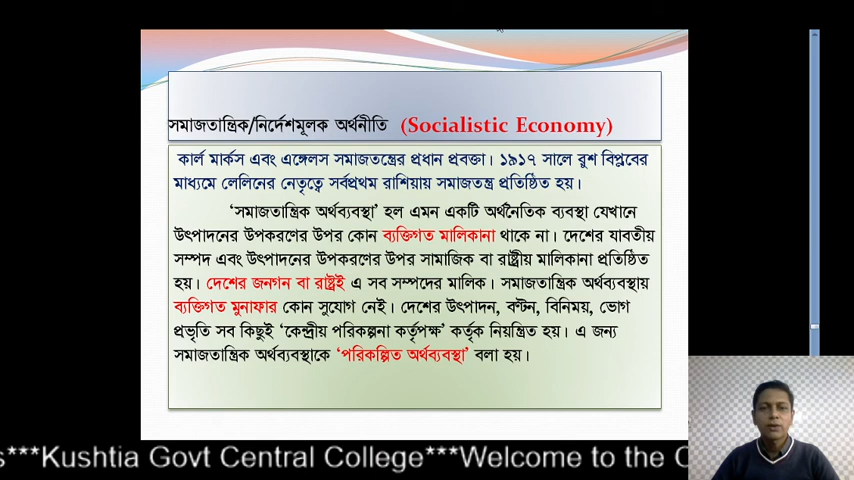 সমাজতান্ত্রিক/নির্দেশমূলক অর্থনীতি (Socialistic Economy)
কার্ল মার্কস এবং এঙ্গেলস সমাজতন্ত্রের প্রধান প্রবক্তা। ১৯১৭ সালে রুশ বিপ্লবের
মাধ্যমে লেলিনের নেতৃত্বে সর্বপ্রথম রাশিয়ায় সমাজতন্ত্র প্রতিষ্ঠিত হয়।
‘সমাজতান্ত্রিক অর্থব্যবস্থা’ হল এমন একটি অর্থনৈতিক ব্যবস্থা যেখানে
উৎপাদনের উপকরণের উপর কোন ব্যক্তিগত মালিকানা থাকে না। দেশের যাবতীয়
সম্পদ এবং উৎপাদনের উপকরণের উপর সামাজিক বা রাষ্ট্রীয় মালিকানা প্রতিষ্ঠিত
হয়। দেশের জনগন বা রাষ্ট্রই এ সব সম্পদের মালিক। সমাজতান্ত্রিক অর্থব্যবস্থায়
ব্যক্তিগত মুনাফার কোন সুযোগ নেই। দেশের উৎপাদন, বণ্টন, বিনিময়, ভোগ
প্রভৃতি সব কিছুই ‘কেন্দ্রীয় পরিকল্পনা কর্তৃপক্ষ’ কর্তৃক নিয়ন্ত্রিত হয়। এ জন্য
সমাজতান্ত্রিক অর্থব্যবস্থাকে ‘পরিকল্পিত অর্থব্যবস্থা’ বলা হয়।
s***Kushtia Govt Central College***Welcome to the C